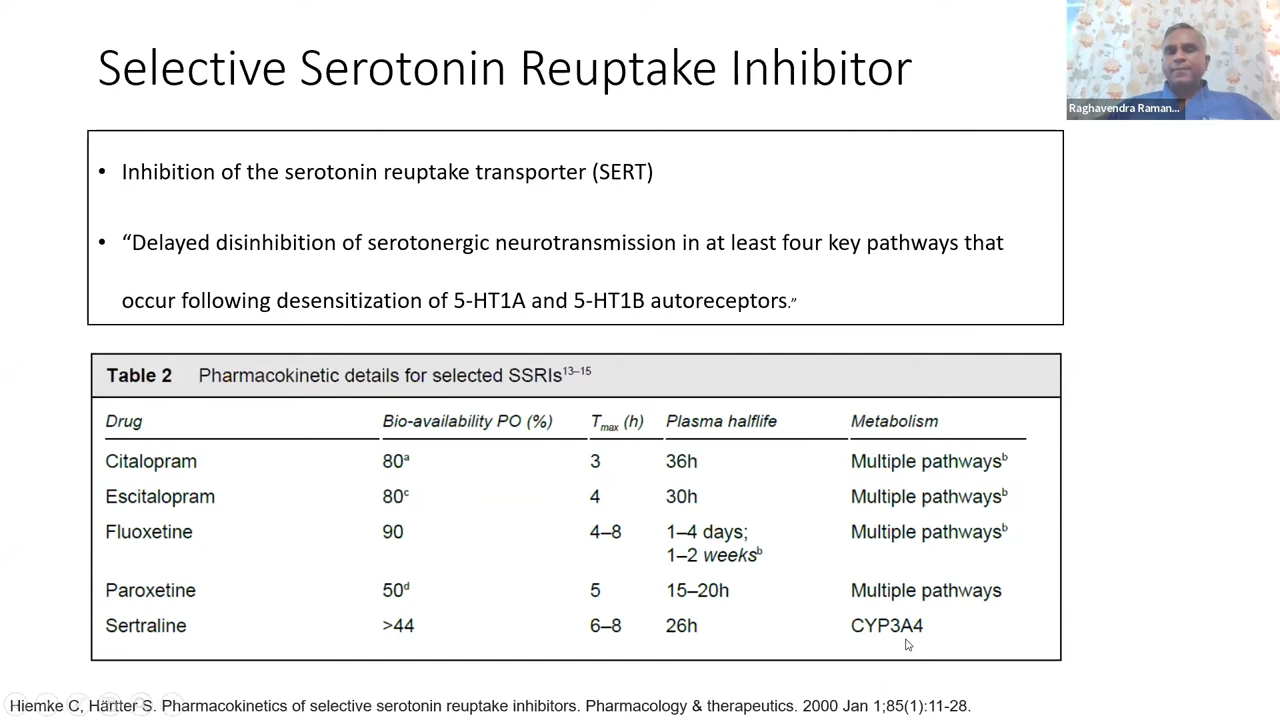 Selective Serotonin Reuptake Inhibitor
Raghavendra Raman...
• Inhibition of the serotonin reuptake transporter (SERT)
• “Delayed disinhibition of serotonergic neurotransmission in at least four key pathways that
occur following desensitization of 5-HT1A and 5-HT1B autoreceptors.”
Table 2 Pharmacokinetic details for selected SSRIs13–15
Drug Bio-availability PO (%) Tmax (h) Plasma halflife Metabolism
Citalopram 80a 3 36h Multiple pathwaysb
Escitalopram 80c 4 30h Multiple pathwaysb
Fluoxetine 90 4–8 1–4 days; Multiple pathwaysb
1–2 weeksb
Paroxetine 50d 5 15–20h Multiple pathways
Sertraline >44 6–8 26h CYP3A4
Hiemke C, Härtter S. Pharmacokinetics of selective serotonin reuptake inhibitors. Pharmacology & therapeutics. 2000 Jan 1;85(1):11-28.